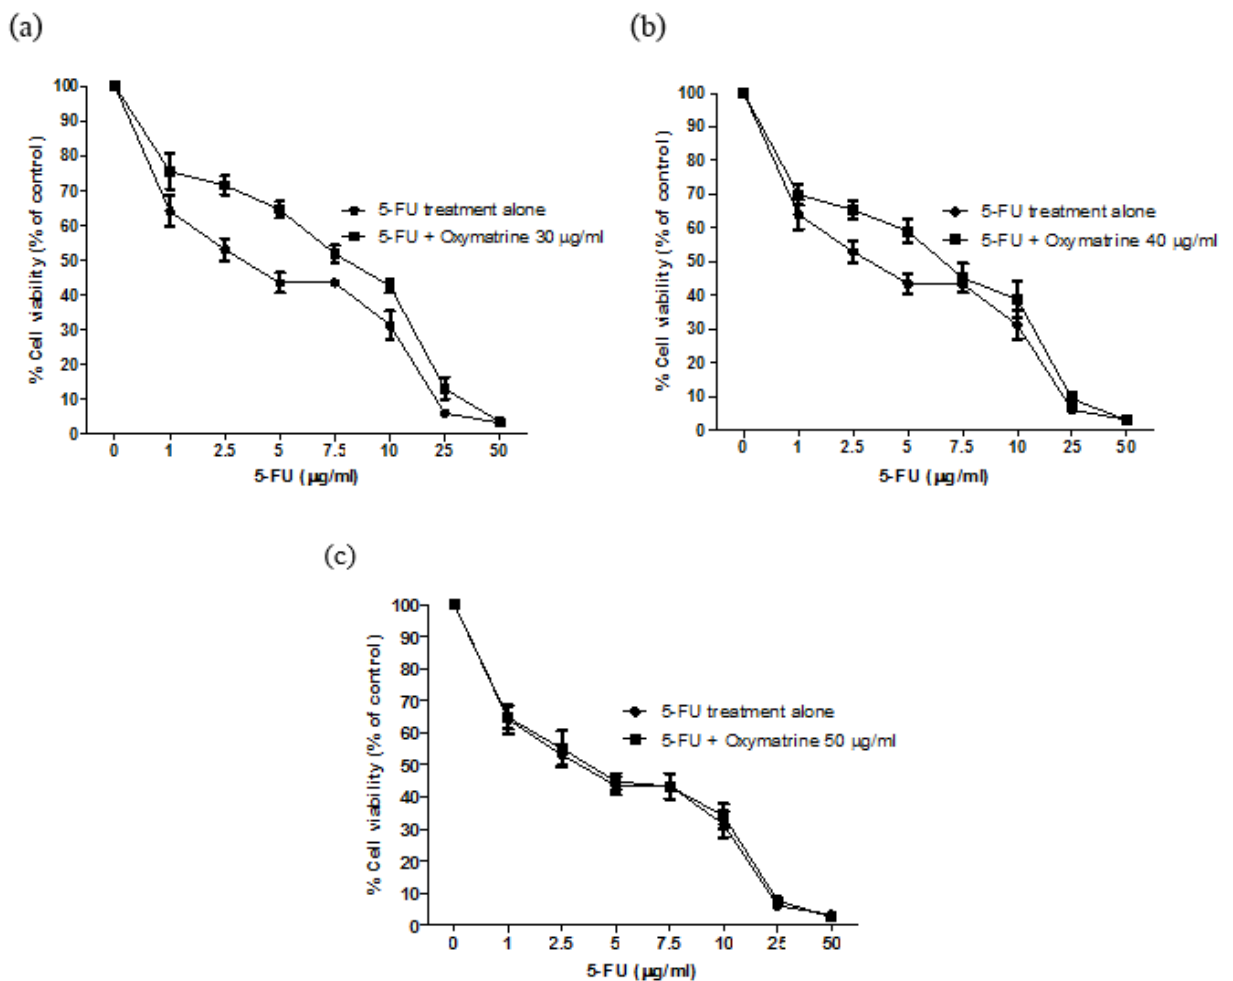 (a)
% Cell viability (% of control)
100
90
80
70
60
50
40
30
20
10
0
5-FU treatment alone
5-FU + Oxymatrine 30 µg/ml
0 1 2.5 5 7.5 10 25 50
5-FU (µg/ml)
(b)
% Cell viability (% of control)
100
90
80
70
60
50
40
30
20
10
0
5-FU treatment alone
5-FU + Oxymatrine 40 µg/ml
0 1 2.5 5 7.5 10 25 50
5-FU (µg/ml)
(c)
% Cell viability (% of control)
100
90
80
70
60
50
40
30
20
10
0
5-FU treatment alone
5-FU + Oxymatrine 50 µg/ml
0 1 2.5 5 7.5 10 25 50
5-FU (µg/ml)